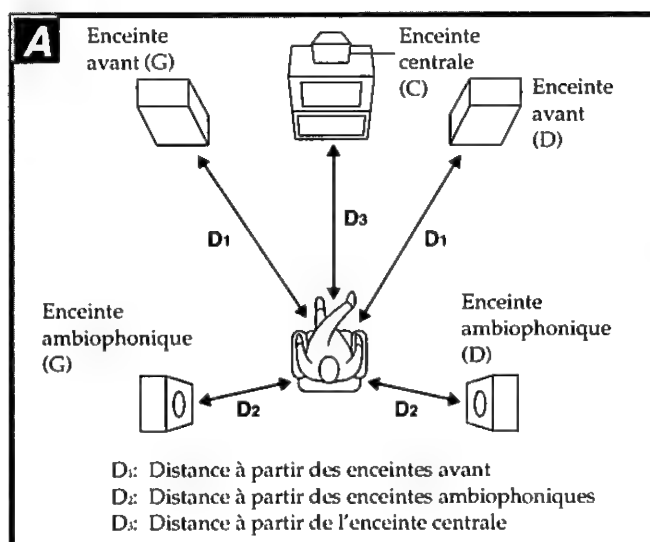 A
Enceinte
avant (G)
Enceinte
centrale
(C)
Enceinte
avant
(D)
D1
D3
D1
Enceinte
ambiophonique
(G)
Enceinte
ambiophonique
(D)
D2
D2
D1: Distance à partir des enceintes avant
D2: Distance à partir des enceintes ambiophoniques
D3: Distance à partir de l'enceinte centrale